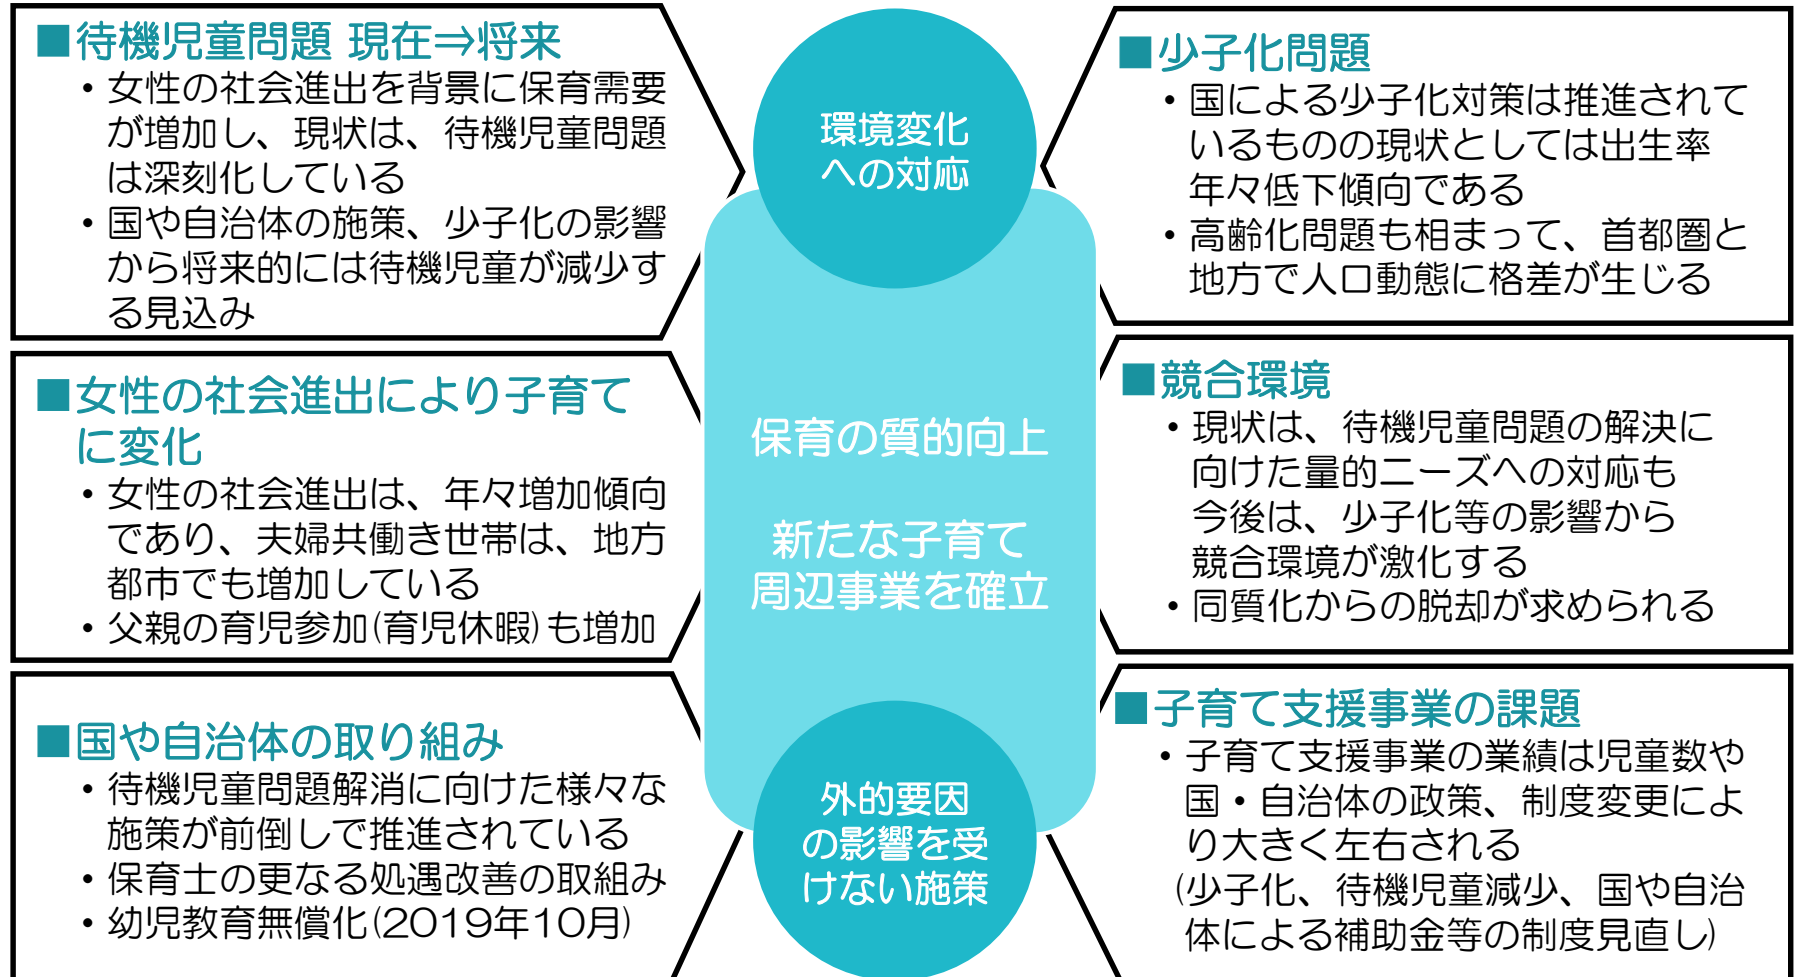 ■待機児童問題 現在⇒将来
・女性の社会進出を背景に保育需要
が増加し、現状は、待機児童問題
は深刻化している
・国や自治体の施策、少子化の影響
から将来的には待機児童が減少す
る見込み
■女性の社会進出により子育て
に変化
・女性の社会進出は、年々増加傾向
であり、夫婦共働き世帯は、地方
都市でも増加している
・父親の育児参加(育児休暇)も増加
■国や自治体の取り組み
・待機児童問題解消に向けた様々な
施策が前倒しで推進されている
・保育士の更なる処遇改善の取組み
・幼児教育無償化(2019年10月)
環境変化
への対応
保育の質的向上
新たな子育て
周辺事業を確立
外的要因
の影響を受
けない施策
■少子化問題
・国による少子化対策は推進されて
いるものの現状としては出生率
年々低下傾向である
・高齢化問題も相まって、首都圏と
地方で人口動態に格差が生じる
■競合環境
・現状は、待機児童問題の解決に
向けた量的ニーズへの対応も
今後は、少子化等の影響から
競合環境が激化する
・同質化からの脱却が求められる
■子育て支援事業の課題
・子育て支援事業の業績は児童数や
国・自治体の政策、制度変更によ
り大きく左右される
(少子化、待機児童減少、国や自治
体による補助金等の制度見直し)